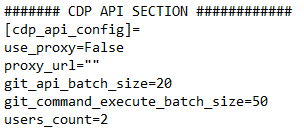 ####### CDP API SECTION ############
[cdp_api_config]=
use_proxy=False
proxy_url=""
git_api_batch_size=20
git_command_execute_batch_size=50
users_count=2